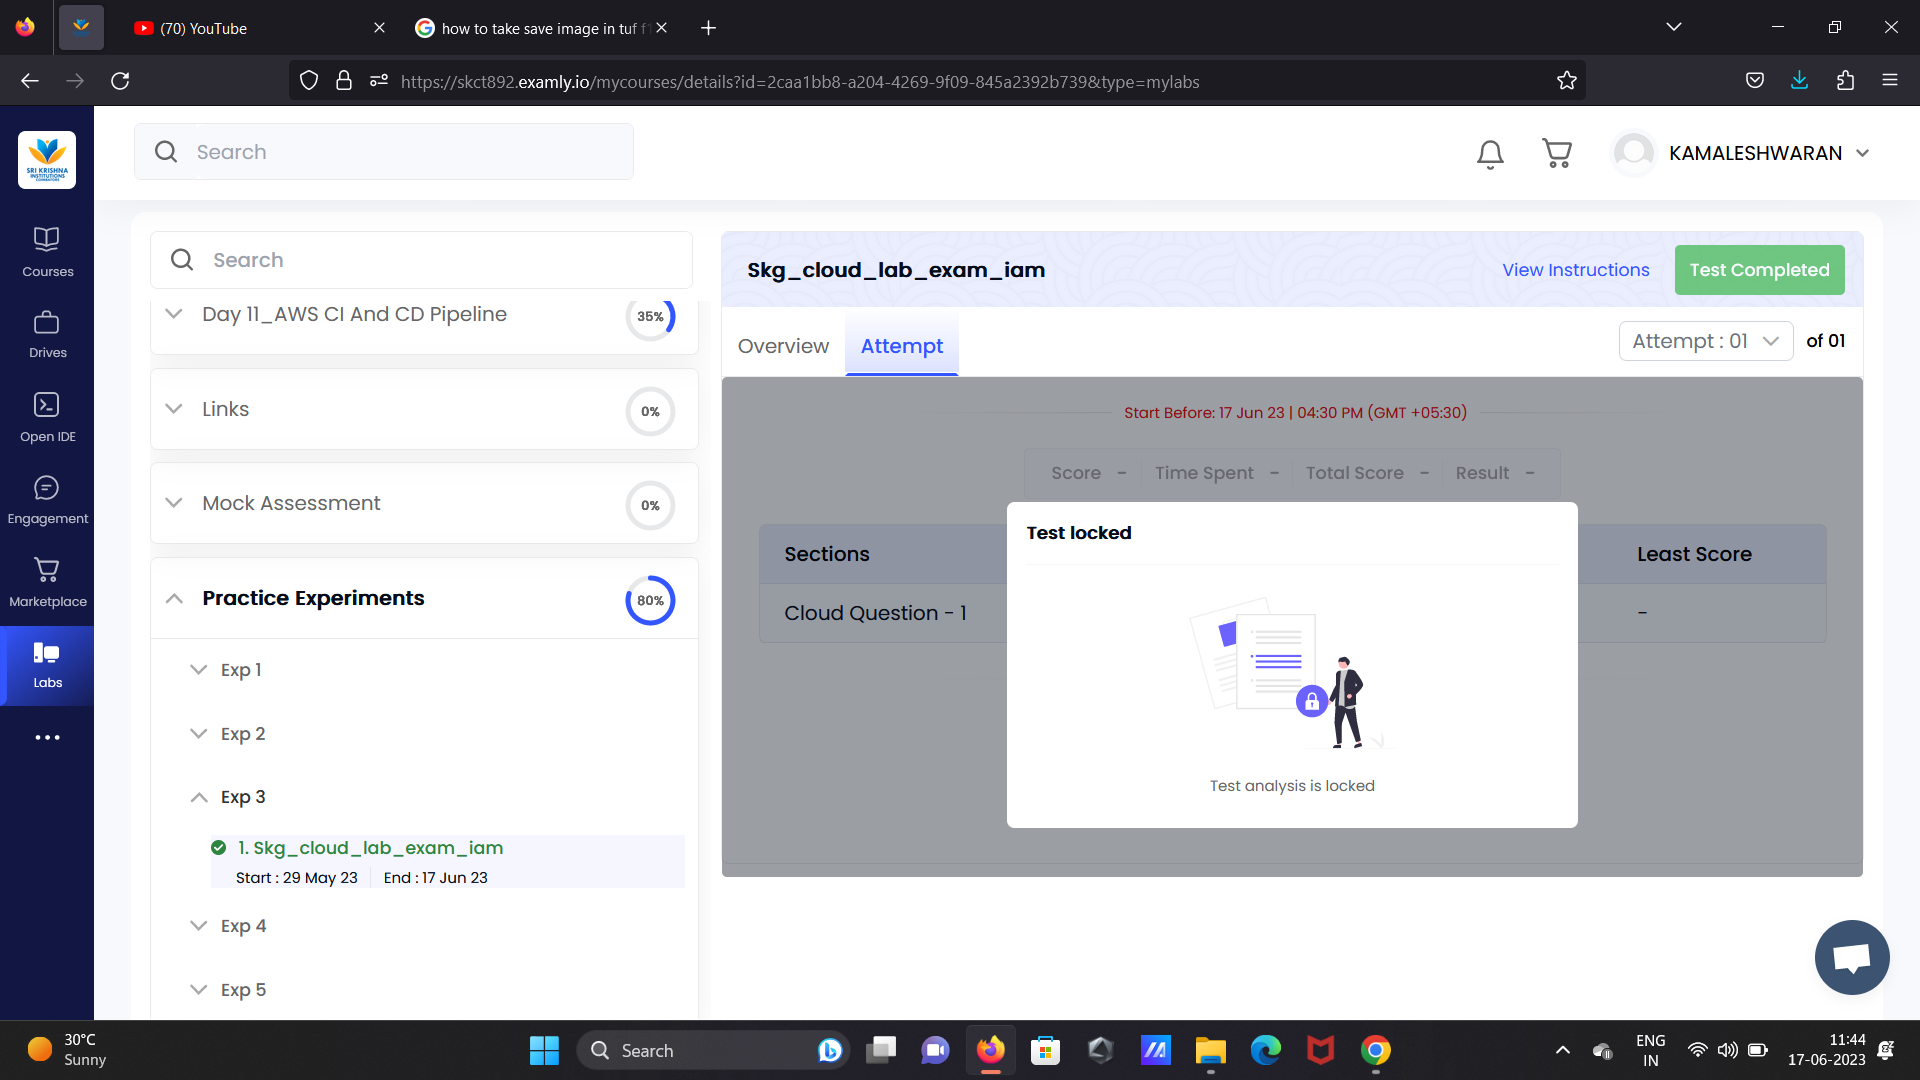 (70) YouTube
how to take save image in tuf f1
https://skct892.examly.io/mycourses/details?id=2caa1bb8-a204-4269-9f09-845a2392b739&type=mylabs
SRI KRISHNA
INSTITUTIONS
COIMBATORE
Search
KAMALESHWARAN
Courses
Drives
Open IDE
Engagement
Marketplace
Labs
Search
Day 11_AWS CI And CD Pipeline
35%
Links
0%
Mock Assessment
0%
Practice Experiments
80%
Exp 1
Exp 2
Exp 3
1. Skg_cloud_lab_exam_iam
Start : 29 May 23 End : 17 Jun 23
Exp 4
Exp 5
Skg_cloud_lab_exam_iam
View Instructions
Test Completed
Overview
Attempt
Attempt : 01
of 01
Start Before: 17 Jun 23 | 04:30 PM (GMT +05:30)
Score - Time Spent - Total Score - Result -
Sections
Least Score
Cloud Question - 1
-
Test locked
Test analysis is locked
30°C
Sunny
Search
ENG
IN
11:44
17-06-2023